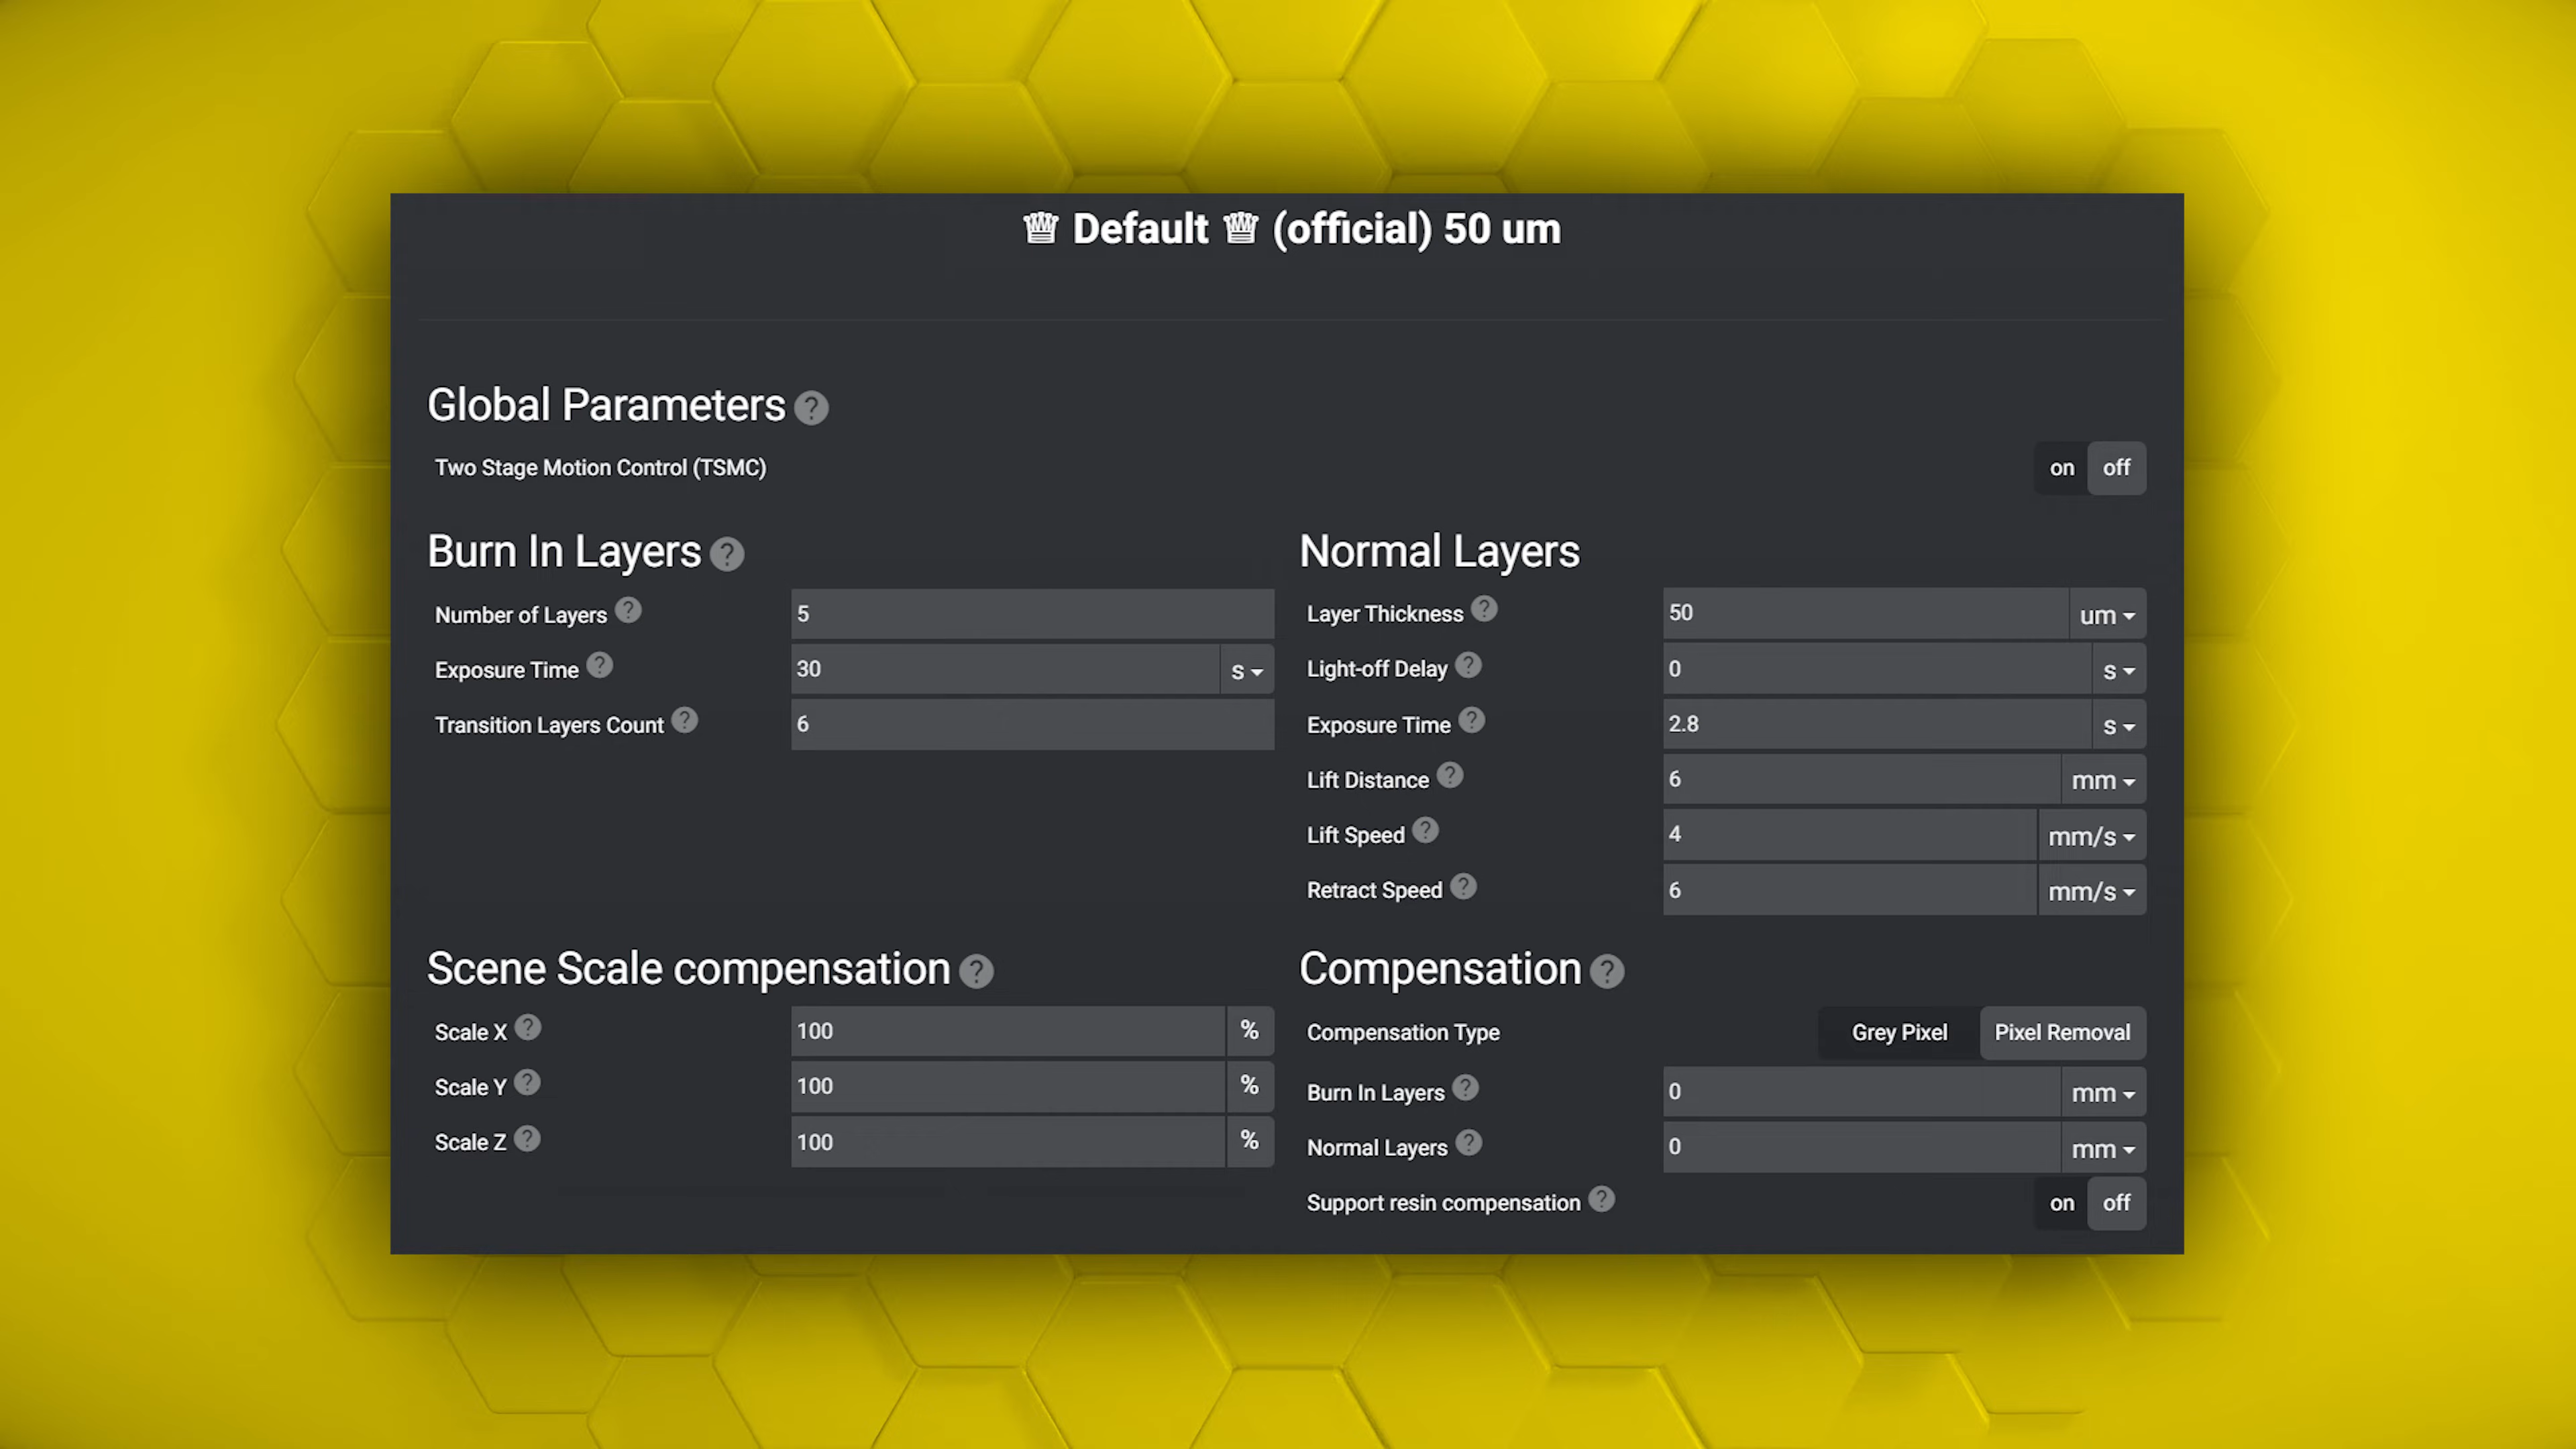 ♛ Default ♛ (official) 50 um
Global Parameters ?
Two Stage Motion Control (TSMC) on off
Burn In Layers ?
Number of Layers ? 5
Exposure Time ? 30 s
Transition Layers Count ? 6
Normal Layers
Layer Thickness ? 50 um
Light-off Delay ? 0 s
Exposure Time ? 2.8 s
Lift Distance ? 6 mm
Lift Speed ? 4 mm/s
Retract Speed ? 6 mm/s
Scene Scale compensation ?
Scale X ? 100 %
Scale Y ? 100 %
Scale Z ? 100 %
Compensation ?
Compensation Type Grey Pixel Pixel Removal
Burn In Layers ? 0 mm
Normal Layers ? 0 mm
Support resin compensation ? on off